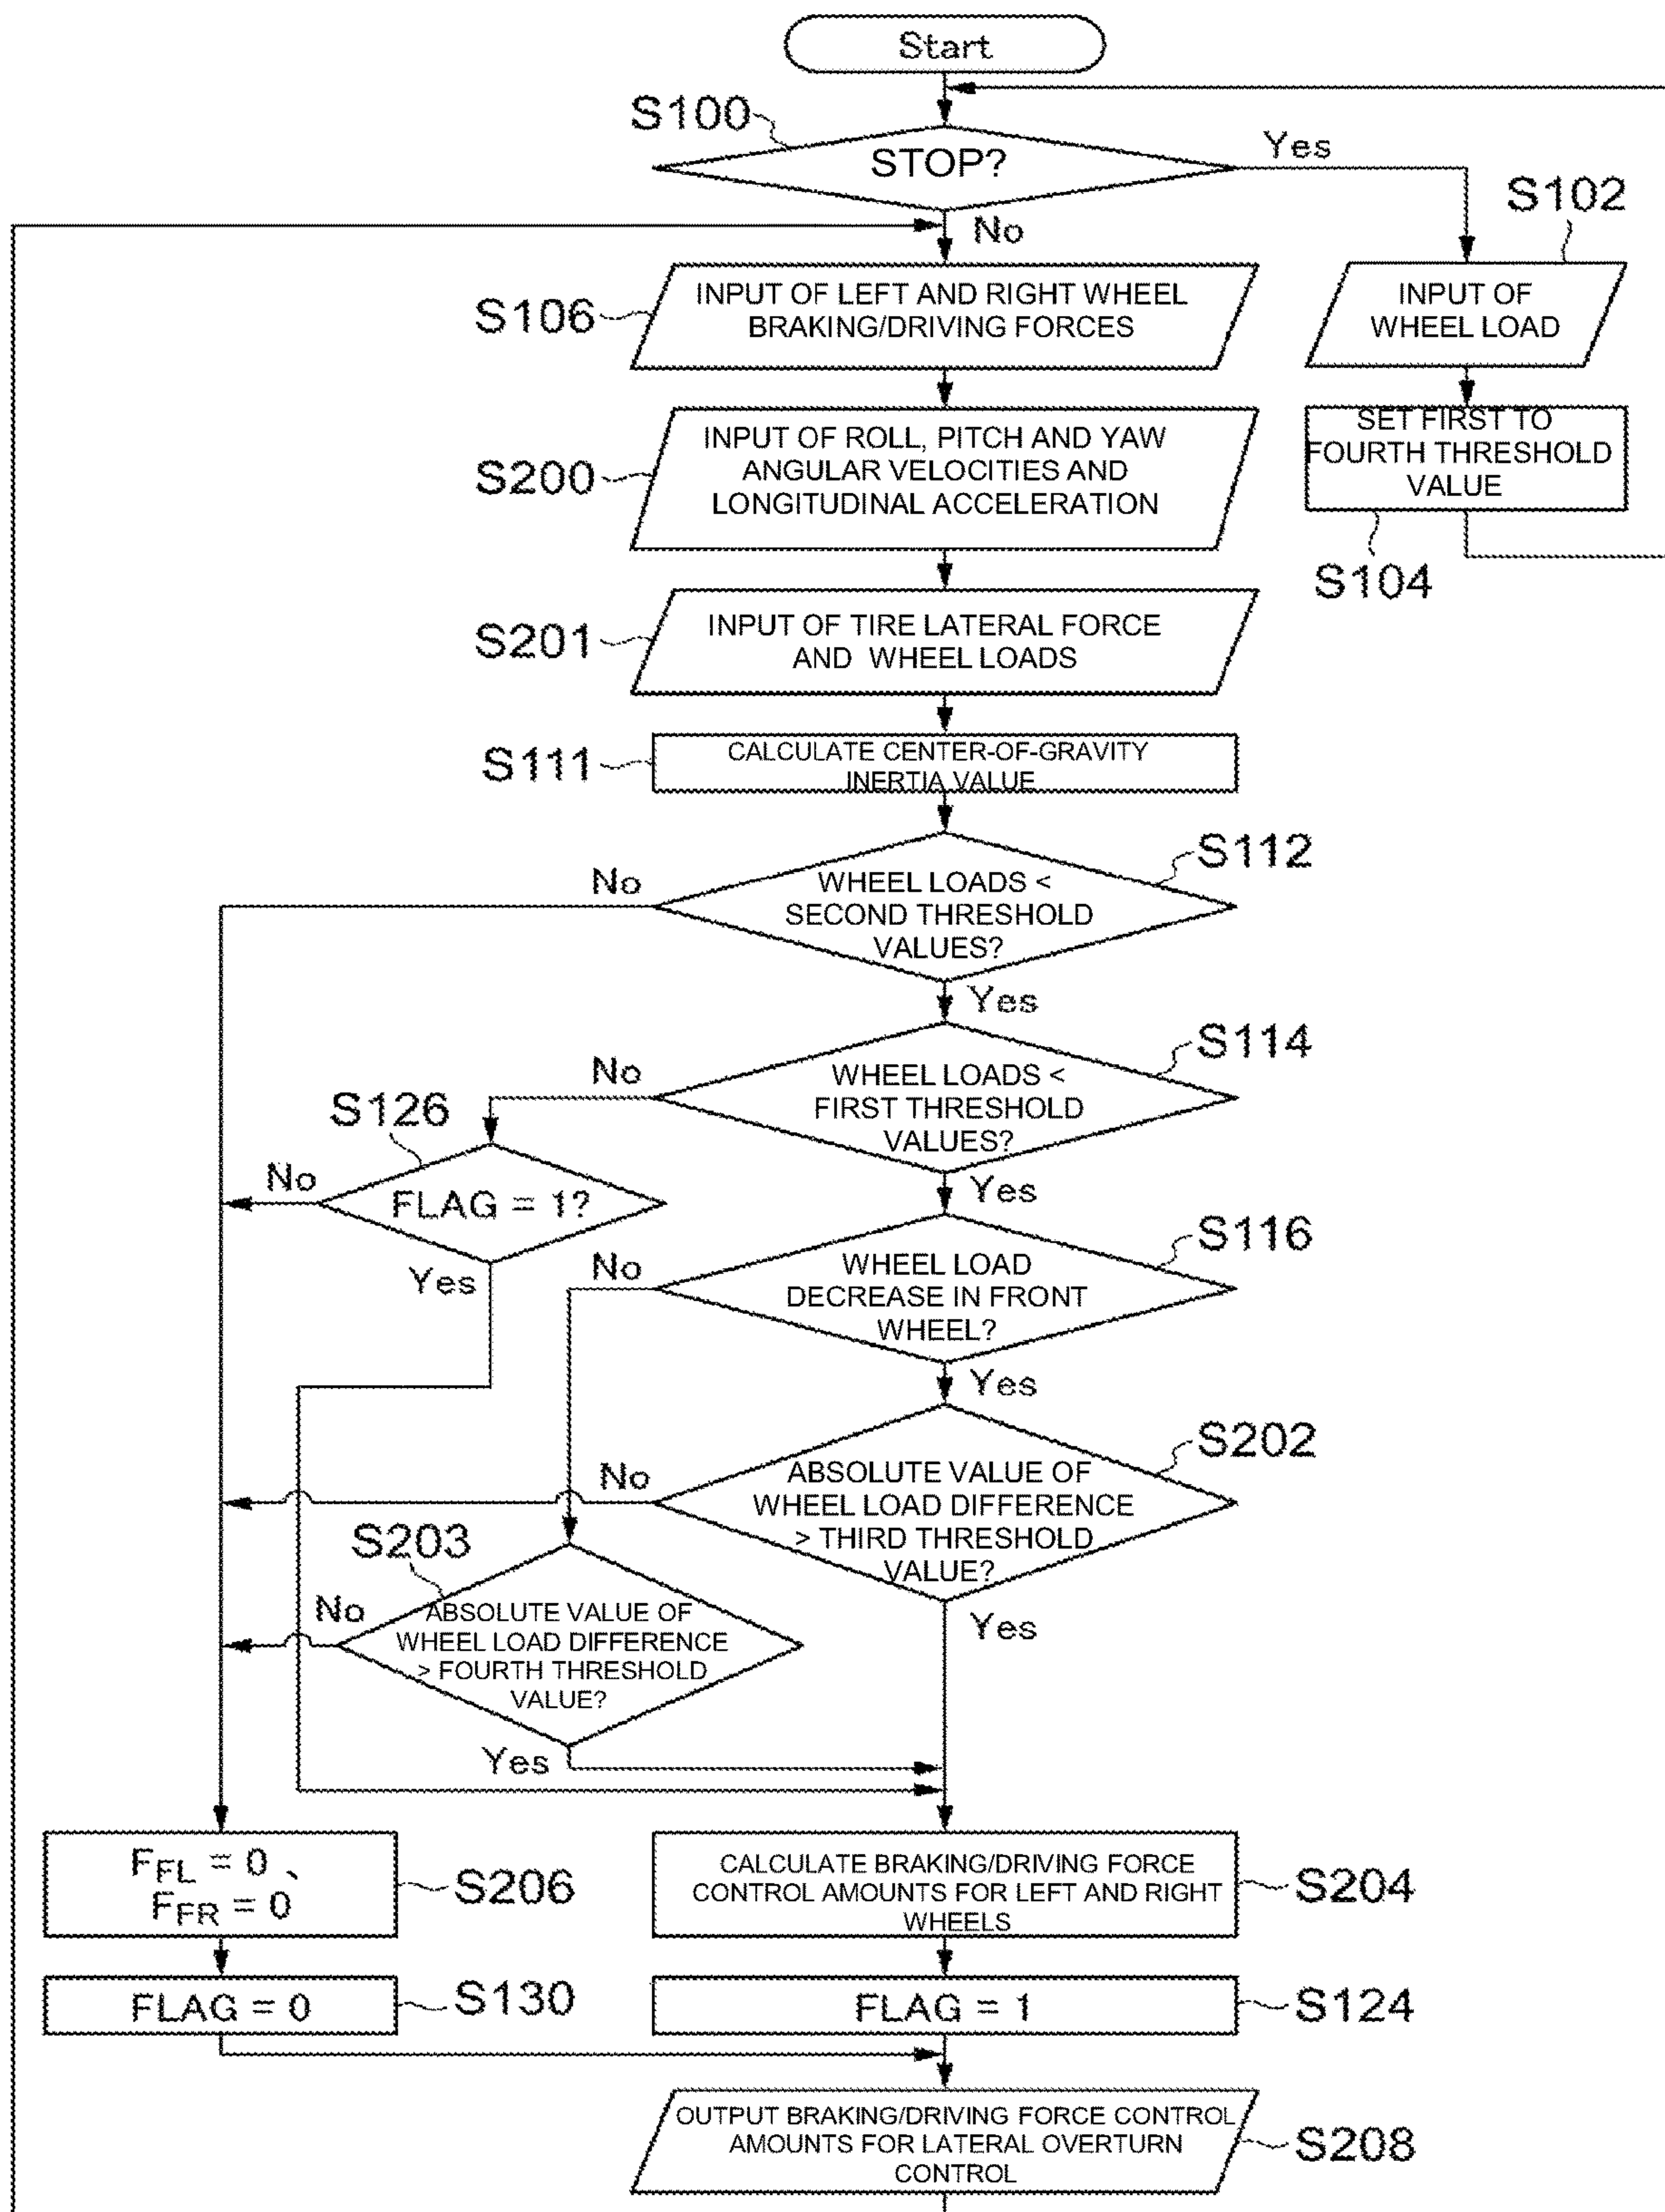 Start
S100
STOP?
Yes
S102
No
INPUT OF
WHEEL LOAD
S106
INPUT OF LEFT AND RIGHT WHEEL
BRAKING/DRIVING FORCES
SET FIRST TO
FOURTH THRESHOLD
VALUE
S104
S200
INPUT OF ROLL, PITCH AND YAW
ANGULAR VELOCITIES AND
LONGITUDINAL ACCELERATION
S201
INPUT OF TIRE LATERAL FORCE
AND WHEEL LOADS
S111
CALCULATE CENTER-OF-GRAVITY
INERTIA VALUE
S112
No
WHEEL LOADS <
SECOND THRESHOLD
VALUES?
Yes
S114
No
WHEEL LOADS <
FIRST THRESHOLD
VALUES?
Yes
S126
No
FLAG = 1?
Yes
S116
No
WHEEL LOAD
DECREASE IN FRONT
WHEEL?
Yes
S202
No
ABSOLUTE VALUE OF
WHEEL LOAD DIFFERENCE
> THIRD THRESHOLD
VALUE?
Yes
S203
No
ABSOLUTE VALUE OF
WHEEL LOAD DIFFERENCE
> FOURTH THRESHOLD
VALUE?
Yes
FFL = 0 、
FFR = 0
S206
CALCULATE BRAKING/DRIVING FORCE
CONTROL AMOUNTS FOR LEFT AND RIGHT
WHEELS
S204
FLAG = 0
S130
FLAG = 1
S124
OUTPUT BRAKING/DRIVING FORCE CONTROL
AMOUNTS FOR LATERAL OVERTURN
CONTROL
S208